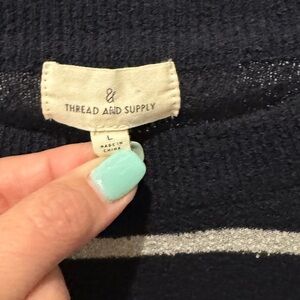 &
THREAD AND SUPPLY
L
MADE IN
CHINA